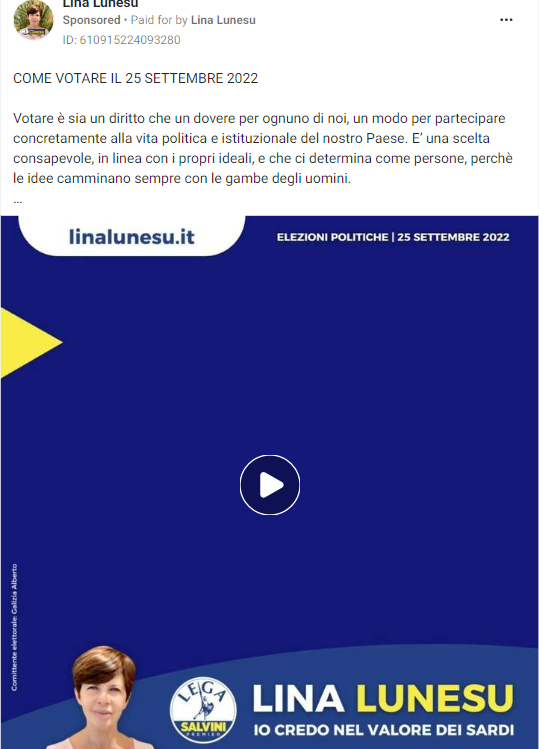 Lina Lunesu
Sponsored • Paid for by Lina Lunesu
ID: 610915224093280
COME VOTARE IL 25 SETTEMBRE 2022
Votare è sia un diritto che un dovere per ognuno di noi, un modo per partecipare
concretamente alla vita politica e istituzionale del nostro Paese. E' una scelta
consapevole, in linea con i propri ideali, e che ci determina come persone, perchè
le idee camminano sempre con le gambe degli uomini.
...
linalunesu.it
ELEZIONI POLITICHE | 25 SETTEMBRE 2022
Comittente elettorale: Galizia Alberto
LEGA
SALVINI
PREMIER
LINA LUNESU
IO CREDO NEL VALORE DEI SARDI